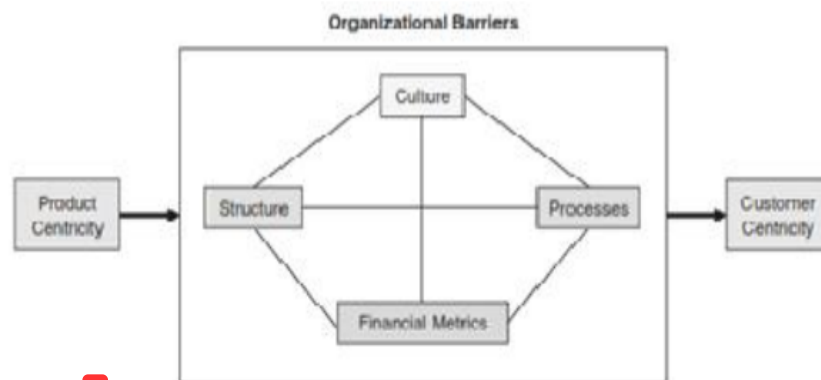 Organizational Barriers
Culture
Product
Centricity
Structure
Processes
Customer
Centricity
Financial Metrics